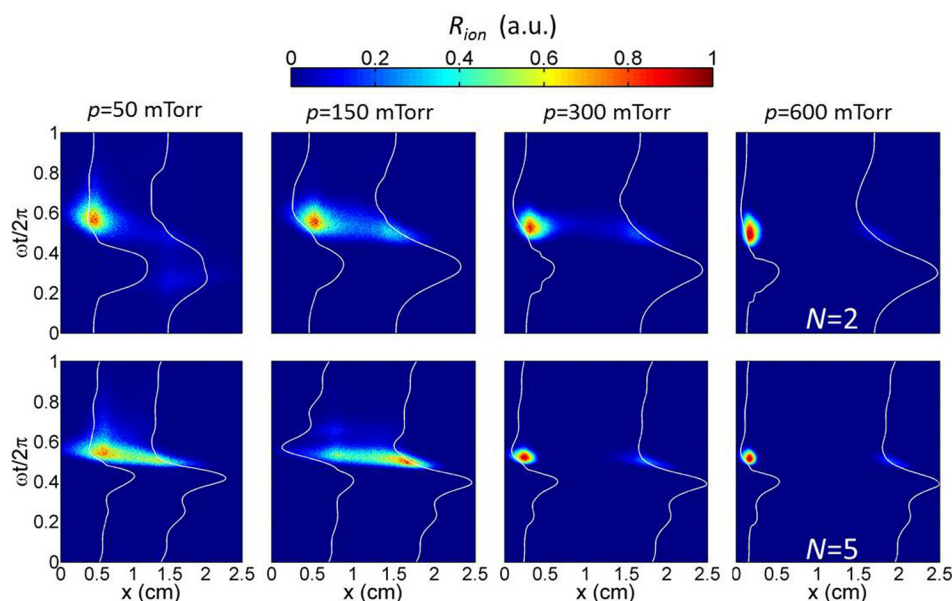 R_ion (a.u.)
0 0.2 0.4 0.6 0.8 1
p=50 mTorr p=150 mTorr p=300 mTorr p=600 mTorr
1
0.8
0.6
0.4
0.2
0
ωt/2π
N=2
1
0.8
0.6
0.4
0.2
0
ωt/2π
N=5
0 0.5 1 1.5 2 2.5 0 0.5 1 1.5 2 2.5 0 0.5 1 1.5 2 2.5 0 0.5 1 1.5 2 2.5
x (cm) x (cm) x (cm) x (cm)